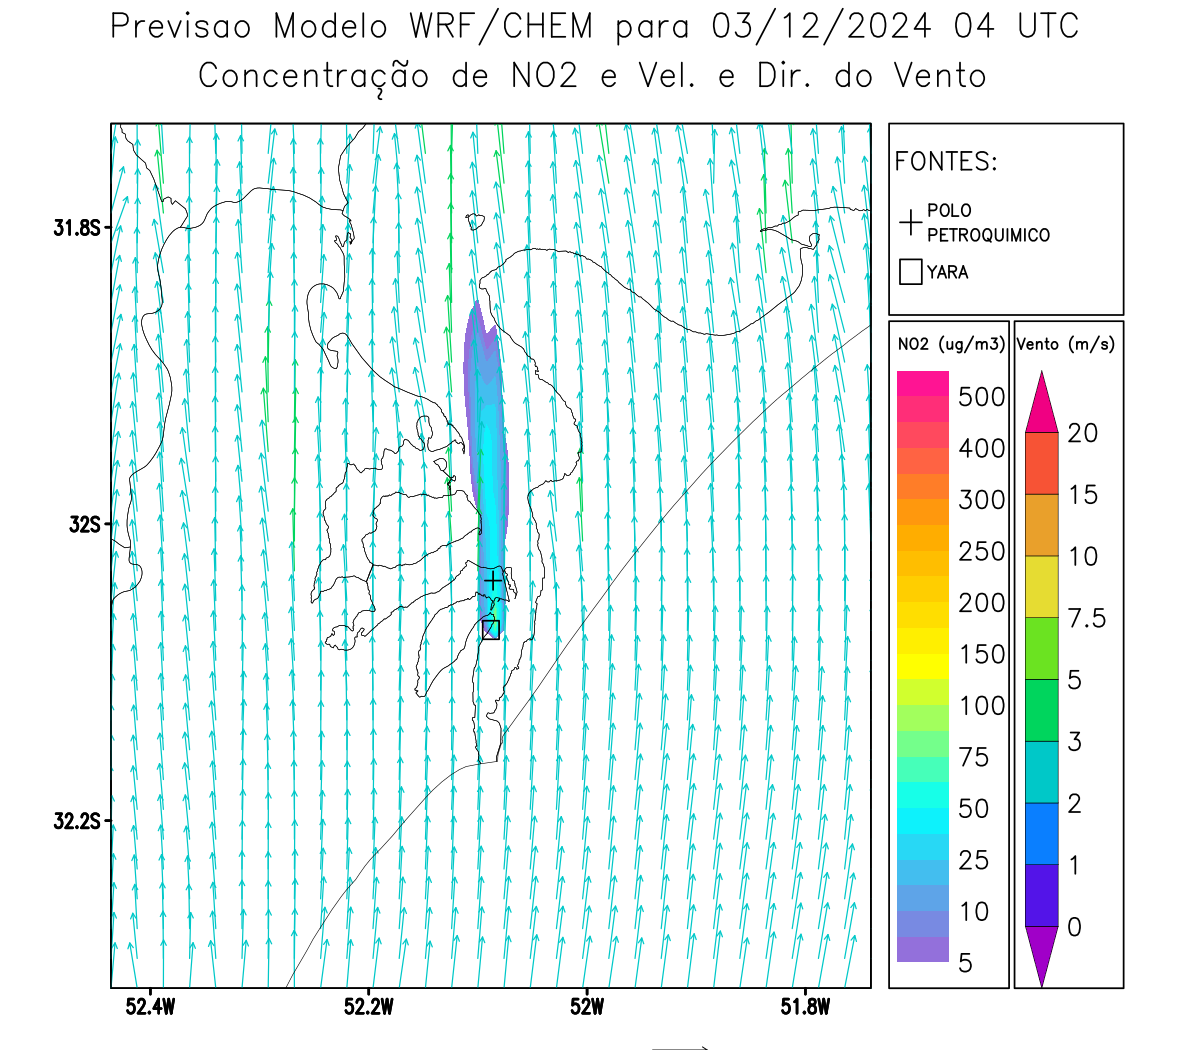 Previsao Modelo WRF/CHEM para 03/12/2024 04 UTC
Concentração de NO2 e Vel. e Dir. do Vento
FONTES:
POLO
PETROQUIMICO
YARA
NO2 (ug/m3)
500
400
300
250
200
150
100
75
50
25
10
5
Vento (m/s)
20
15
10
7.5
5
3
2
1
0
31.8S
32S
32.2S
52.4W
52.2W
52W
51.8W